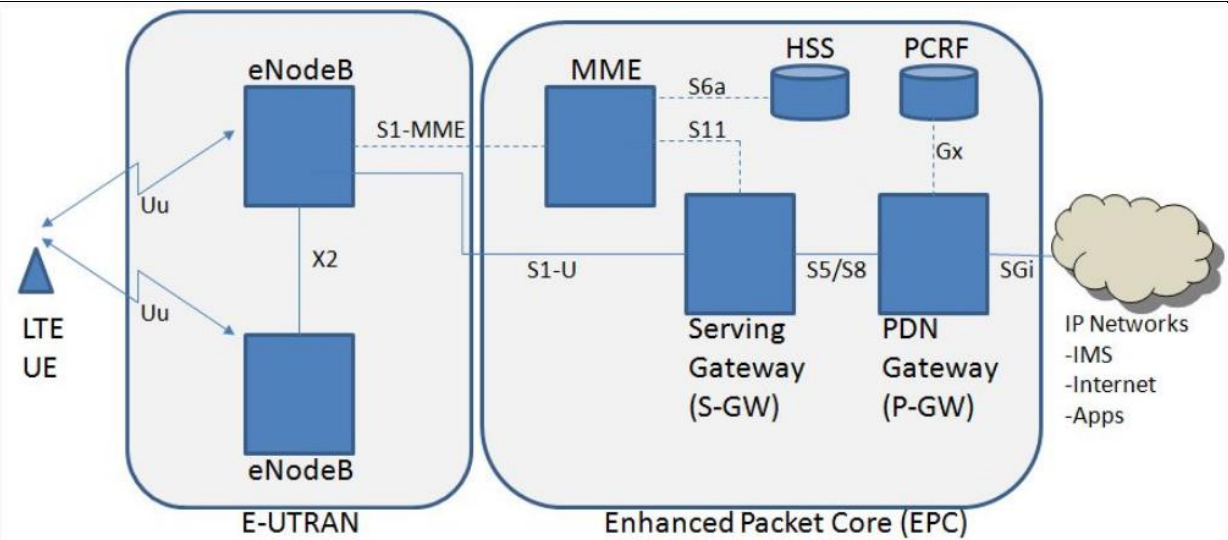 eNodeB
MME
HSS
PCRF
S6a
S1-MME
S11
Gx
Uu
X2
S1-U
S5/S8
SGi
Uu
LTE
UE
Serving
Gateway
(S-GW)
PDN
Gateway
(P-GW)
IP Networks
-IMS
-Internet
-Apps
eNodeB
E-UTRAN
Enhanced Packet Core (EPC)